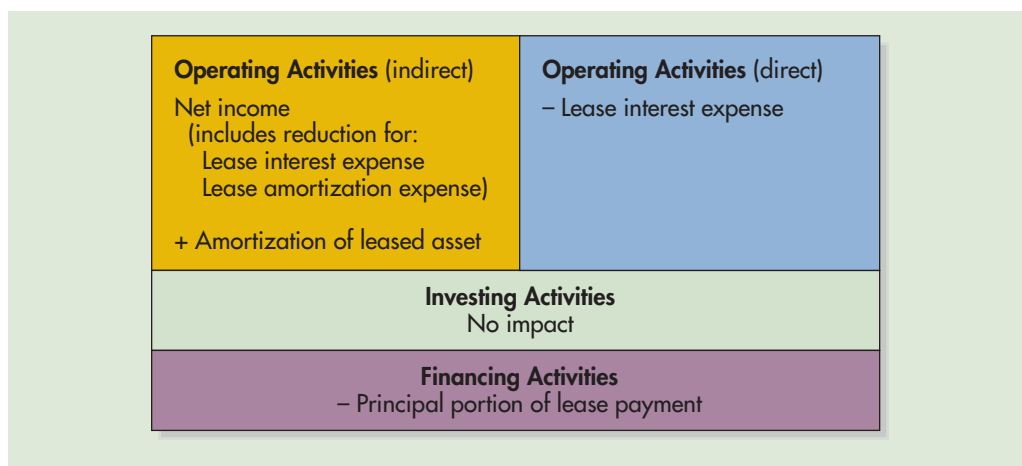 Operating Activities (indirect)
Net income
(includes reduction for:
Lease interest expense
Lease amortization expense)
+ Amortization of leased asset
Operating Activities (direct)
– Lease interest expense
Investing Activities
No impact
Financing Activities
– Principal portion of lease payment